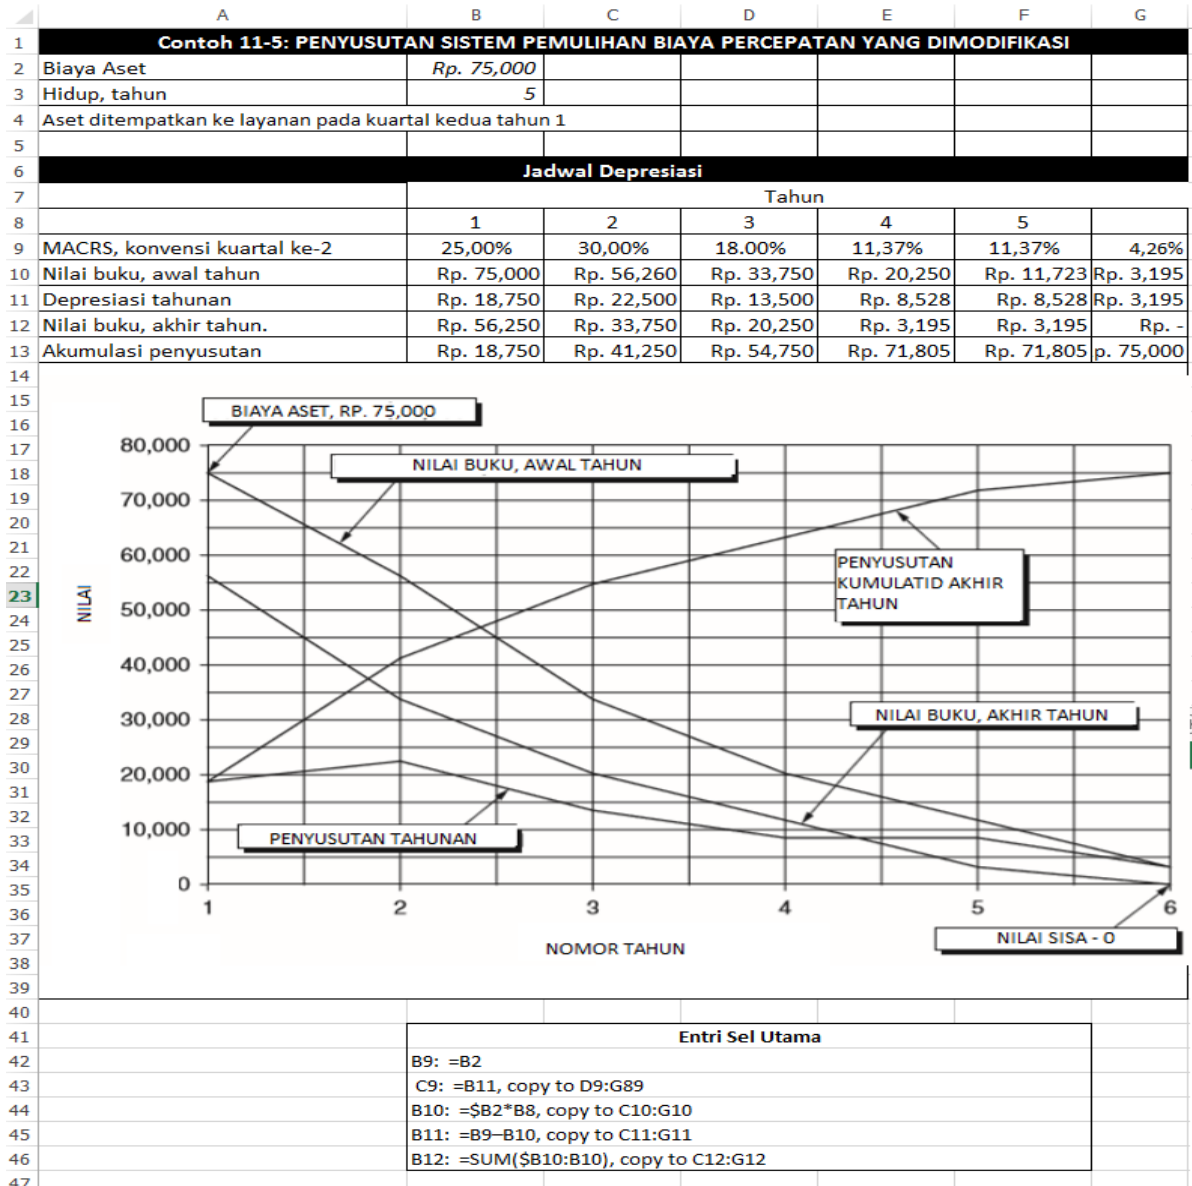 A B C D E F G
1 Contoh 11-5: PENYUSUTAN SISTEM PEMULIHAN BIAYA PERCEPATAN YANG DIMODIFIKASI
2 Biaya Aset Rp. 75,000
3 Hidup, tahun 5
4 Aset ditempatkan ke layanan pada kuartal kedua tahun 1
5
6 Jadwal Depresiasi
7 Tahun
8 1 2 3 4 5
9 MACRS, konvensi kuartal ke-2 25,00% 30,00% 18.00% 11,37% 11,37% 4,26%
10 Nilai buku, awal tahun Rp. 75,000 Rp. 56,260 Rp. 33,750 Rp. 20,250 Rp. 11,723 Rp. 3,195
11 Depresiasi tahunan Rp. 18,750 Rp. 22,500 Rp. 13,500 Rp. 8,528 Rp. 8,528 Rp. 3,195
12 Nilai buku, akhir tahun. Rp. 56,250 Rp. 33,750 Rp. 20,250 Rp. 3,195 Rp. 3,195 Rp. -
13 Akumulasi penyusutan Rp. 18,750 Rp. 41,250 Rp. 54,750 Rp. 71,805 Rp. 71,805 p. 75,000
14
15
16
17
18
19
20
21
22
23
24
25
26
27
28
29
30
31
32
33
34
35
36
37
38
39
BIAYA ASET, RP. 75,000
NILAI BUKU, AWAL TAHUN
80,000
70,000
60,000
50,000
40,000
30,000
20,000
10,000
0
NILAI
PENYUSUTAN
KUMULATID AKHIR
TAHUN
NILAI BUKU, AKHIR TAHUN
PENYUSUTAN TAHUNAN
1 2 3 4 5 6
NILAI SISA - 0
NOMOR TAHUN
40
41 Entri Sel Utama
42 B9: =B2
43 C9: =B11, copy to D9:G89
44 B10: =$B2*B8, copy to C10:G10
45 B11: =B9–B10, copy to C11:G11
46 B12: =SUM($B10:B10), copy to C12:G12
47